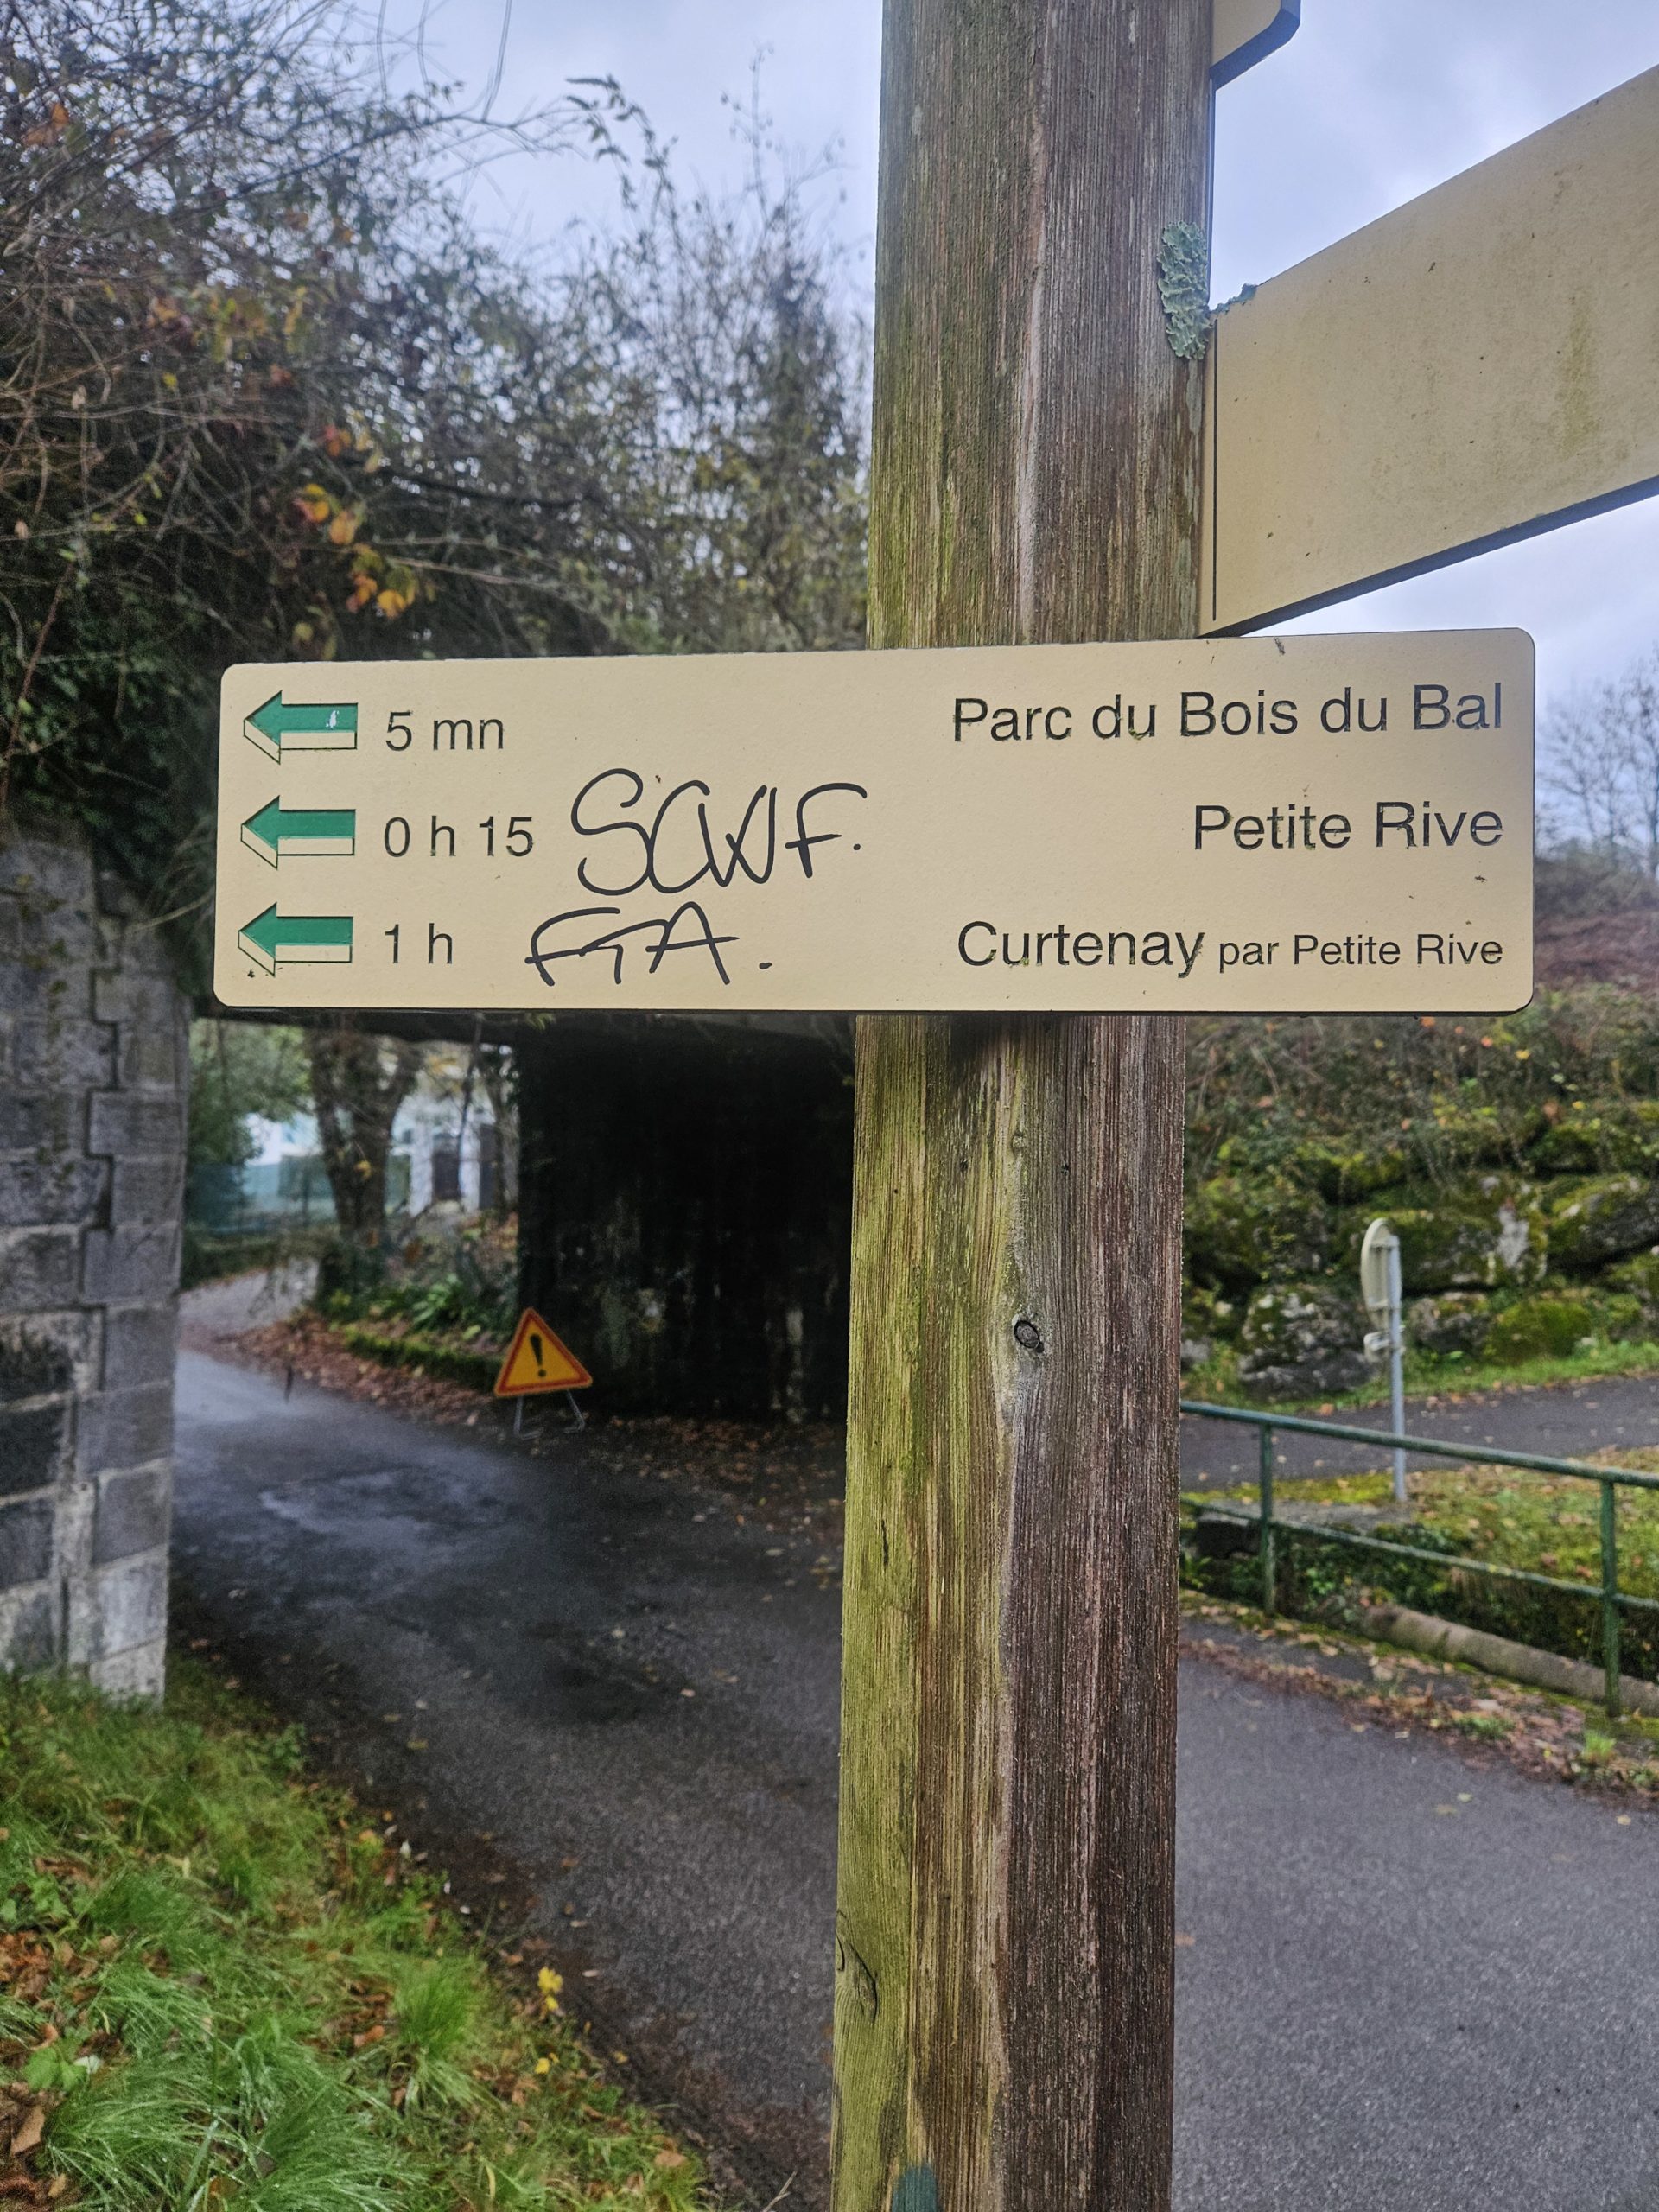 5 mn Parc du Bois du Bal
0 h 15 SCWF. Petite Rive
1 h FTA. Curtenay par Petite Rive